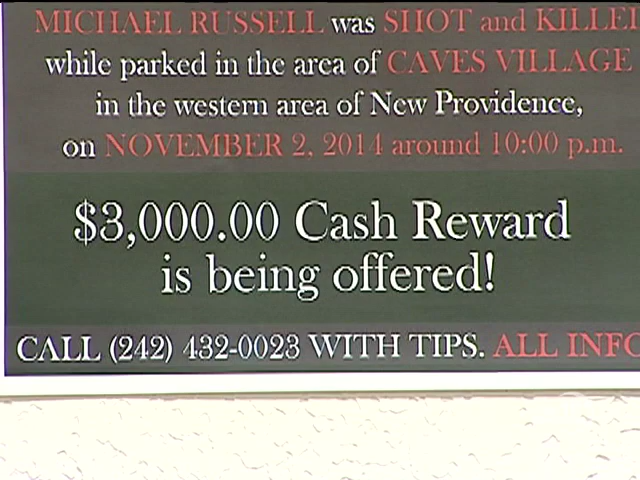 MICHAEL RUSSELL was SHOT and KILLED
while parked in the area of CAVES VILLAGE
in the western area of New Providence,
on NOVEMBER 2, 2014 around 10:00 p.m.
$3,000.00 Cash Reward
is being offered!
CALL (242) 432-0023 WITH TIPS. ALL INFO